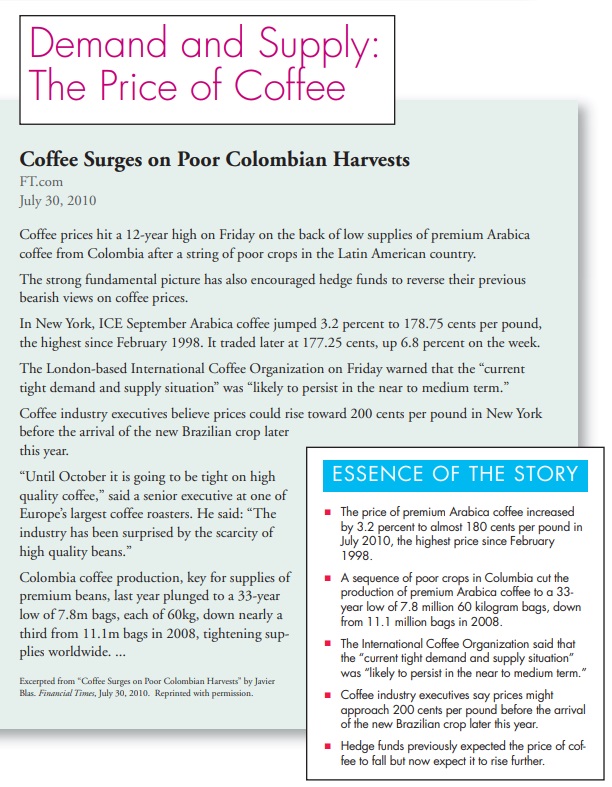 Demand and Supply:
The Price of Coffee
Coffee Surges on Poor Colombian Harvests
FT.com
July 30, 2010
Coffee prices hit a 12-year high on Friday on the back of low supplies of premium Arabica
coffee from Colombia after a string of poor crops in the Latin American country.
The strong fundamental picture has also encouraged hedge funds to reverse their previous
bearish views on coffee prices.
In New York, ICE September Arabica coffee jumped 3.2 percent to 178.75 cents per pound,
the highest since February 1998. It traded later at 177.25 cents, up 6.8 percent on the week.
The London-based International Coffee Organization on Friday warned that the “current
tight demand and supply situation” was “likely to persist in the near to medium term.”
Coffee industry executives believe prices could rise toward 200 cents per pound in New York
before the arrival of the new Brazilian crop later
this year.
“Until October it is going to be tight on high
quality coffee,” said a senior executive at one of
Europe’s largest coffee roasters. He said: “The
industry has been surprised by the scarcity of
high quality beans.”
Colombia coffee production, key for supplies of
premium beans, last year plunged to a 33-year
low of 7.8m bags, each of 60kg, down nearly a
third from 11.1m bags in 2008, tightening sup-
plies worldwide. ...
Excerpted from “Coffee Surges on Poor Colombian Harvests” by Javier
Blas. Financial Times, July 30, 2010. Reprinted with permission.
ESSENCE OF THE STORY
■ The price of premium Arabica coffee increased
by 3.2 percent to almost 180 cents per pound in
July 2010, the highest price since February
1998.
■ A sequence of poor crops in Columbia cut the
production of premium Arabica coffee to a 33-
year low of 7.8 million 60 kilogram bags, down
from 11.1 million bags in 2008.
■ The International Coffee Organization said that
the “current tight demand and supply situation”
was “likely to persist in the near to medium term.”
■ Coffee industry executives say prices might
approach 200 cents per pound before the arrival
of the new Brazilian crop later this year.
■ Hedge funds previously expected the price of cof-
fee to fall but now expect it to rise further.